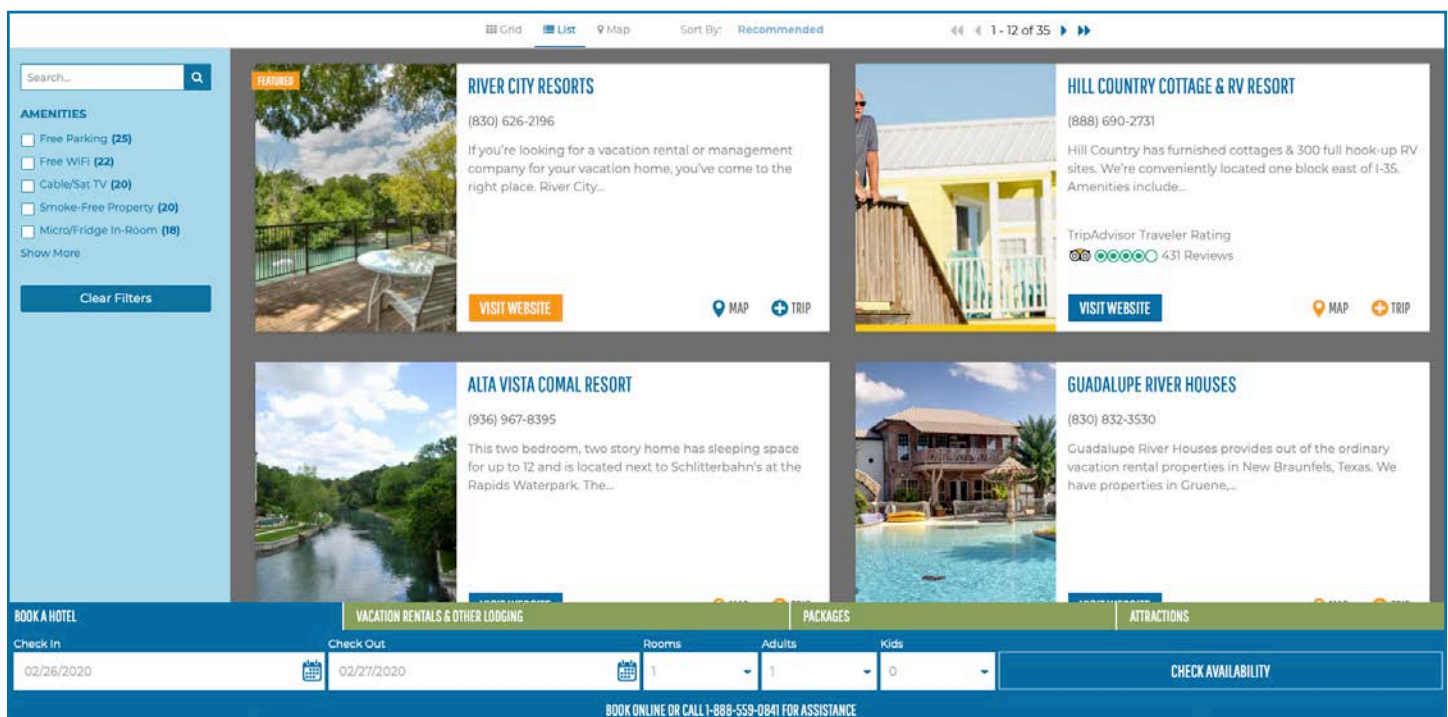 Grid List Map Sort By: Recommended 1 - 12 of 35
Search...
AMENITIES
Free Parking (25)
Free WiFi (22)
Cable/Sat TV (20)
Smoke-Free Property (20)
Micro/Fridge In-Room (18)
Show More
Clear Filters
FEATURED
RIVER CITY RESORTS
(830) 626-2196
If you're looking for a vacation rental or management
company for your vacation home, you've come to the
right place. River City...
VISIT WEBSITE MAP TRIP
HILL COUNTRY COTTAGE & RV RESORT
(888) 690-2731
Hill Country has furnished cottages & 300 full hook-up RV
sites. We're conveniently located one block east of I-35.
Amenities include...
TripAdvisor Traveler Rating
431 Reviews
VISIT WEBSITE MAP TRIP
ALTA VISTA COMAL RESORT
(936) 967-8395
This two bedroom, two story home has sleeping space
for up to 12 and is located next to Schlitterbahn's at the
Rapids Waterpark. The...
VISIT WEBSITE MAP TRIP
GUADALUPE RIVER HOUSES
(830) 832-3530
Guadalupe River Houses provides out of the ordinary
vacation rental properties in New Braunfels, Texas. We
have properties in Gruene,...
VISIT WEBSITE MAP TRIP
BOOK A HOTEL VACATION RENTALS & OTHER LODGING PACKAGES ATTRACTIONS
Check In Check Out Rooms Adults Kids
02/26/2020 02/27/2020 1 1 0 CHECK AVAILABILITY
BOOK ONLINE OR CALL 1-888-559-0841 FOR ASSISTANCE